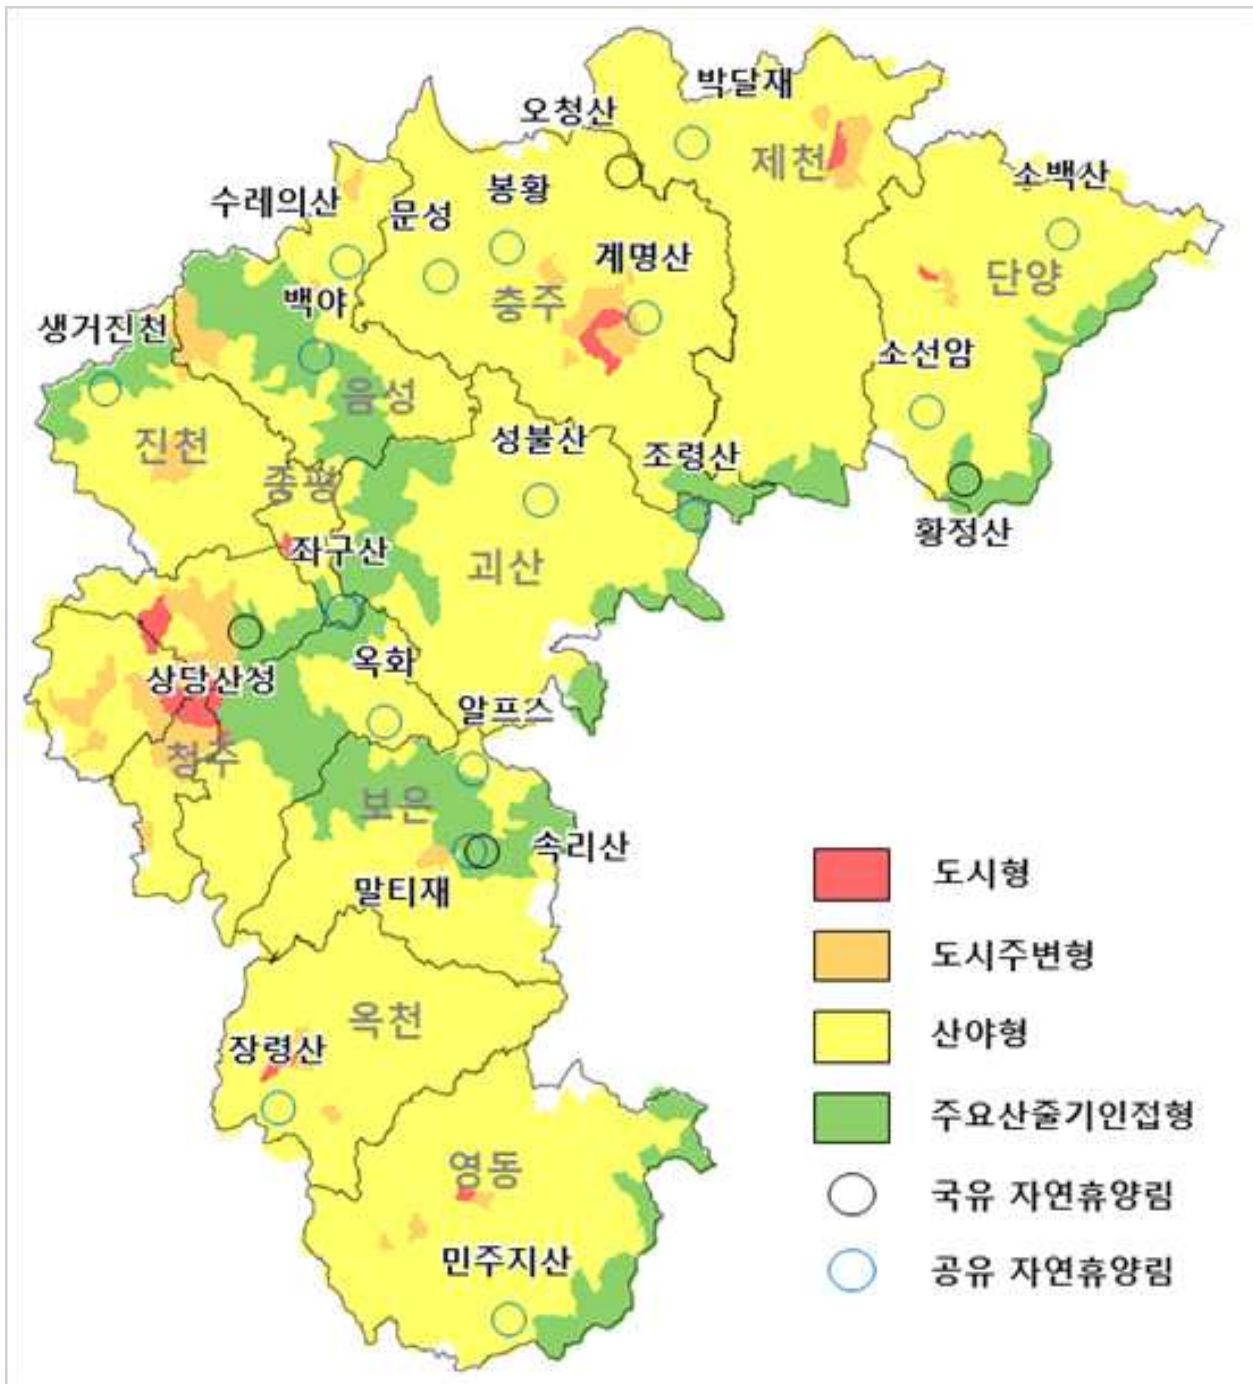 박달재
오청산
제천
소백산
봉황
수레의산
문성
계명산
단양
충주
백야
생거진천
소선암
음성
성불산
진천
조령산
증평
황정산
좌구산
괴산
옥화
상당산성
알프스
청주
보은
속리산
말티재
옥천
장령산
영동
민주지산
도시형
도시주변형
산야형
주요산줄기인접형
국유 자연휴양림
공유 자연휴양림